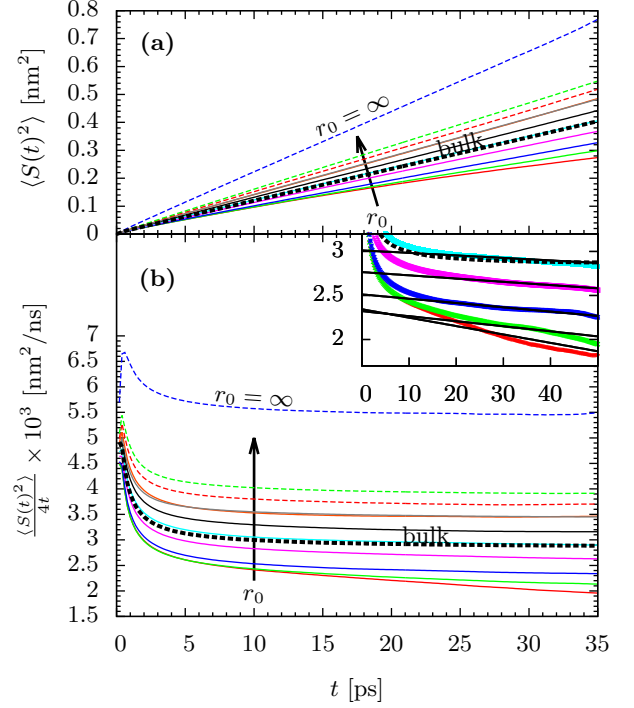 0.8
0.7
0.6
0.5
0.4
0.3
0.2
0.1
0
⟨S(t)²⟩ [nm²]
(a)
r₀ = ∞
bulk
r₀
7
6.5
6
5.5
5
4.5
4
3.5
3
2.5
2
1.5
⟨S(t)²⟩/4t × 10³ [nm²/ns]
(b)
3
2.5
2
0 10 20 30 40
r₀ = ∞
bulk
r₀
0 5 10 15 20 25 30 35
t [ps]